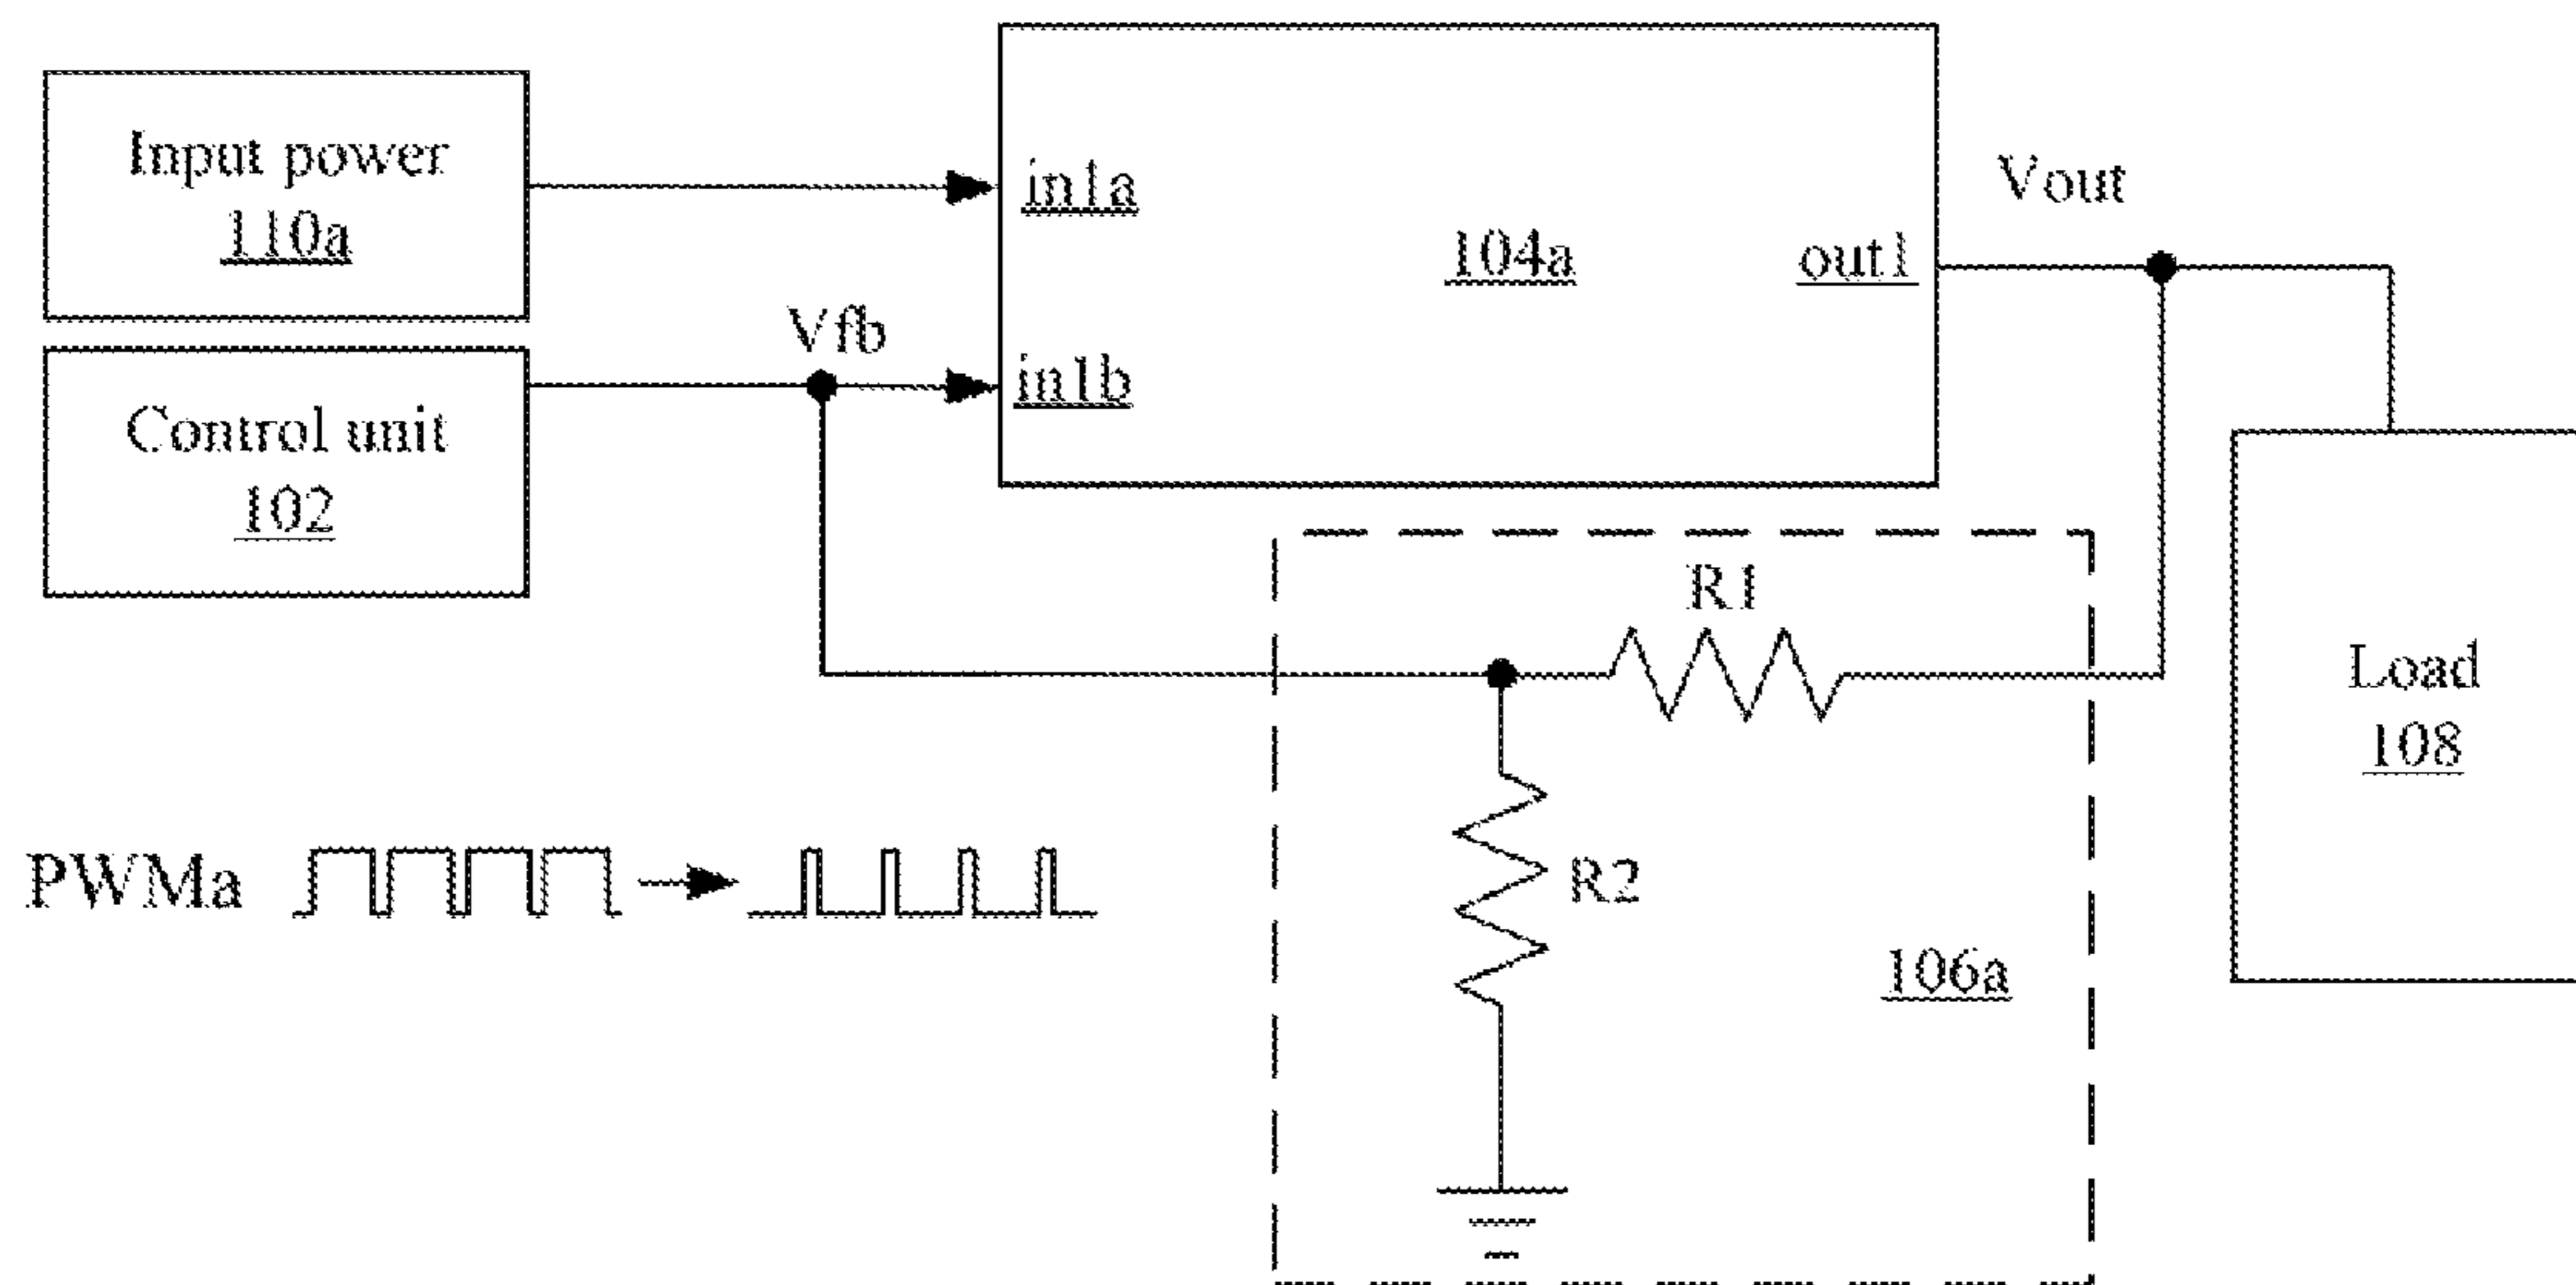 Input power
110a
Control unit
102
Vfb
in1a
in1b
104a
out1
Vout
R1
R2
106a
Load
108
PWMa